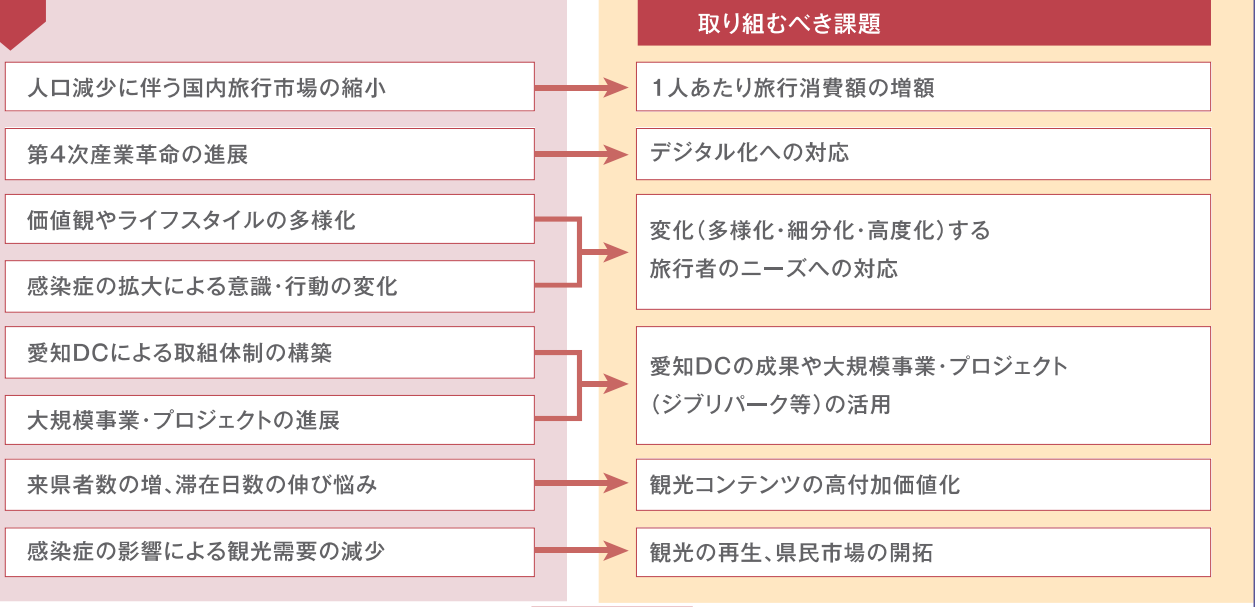 取り組むべき課題
人口減少に伴う国内旅行市場の縮小
1人あたり旅行消費額の増額
第4次産業革命の進展
デジタル化への対応
価値観やライフスタイルの多様化
感染症の拡大による意識・行動の変化
変化(多様化・細分化・高度化)する
旅行者のニーズへの対応
愛知DCによる取組体制の構築
大規模事業・プロジェクトの進展
愛知DCの成果や大規模事業・プロジェクト
(ジブリパーク等)の活用
来県者数の増、滞在日数の伸び悩み
観光コンテンツの高付加価値化
感染症の影響による観光需要の減少
観光の再生、県民市場の開拓